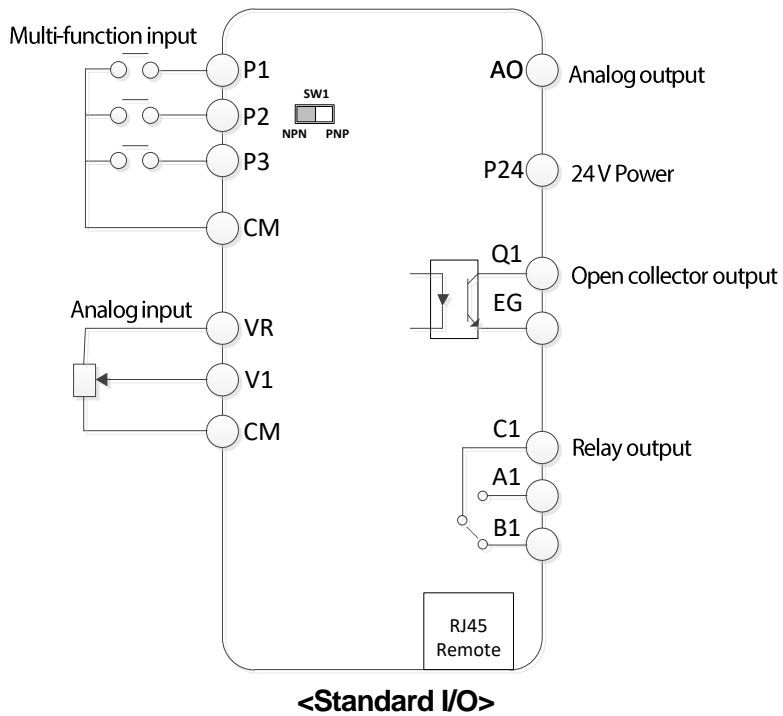 Multi-function input
P1
SW1
P2
NPN PNP
P3
CM
Analog input
VR
V1
CM
AO
Analog output
P24
24 V Power
Q1
Open collector output
EG
C1
Relay output
A1
B1
RJ45
Remote
<Standard I/O>